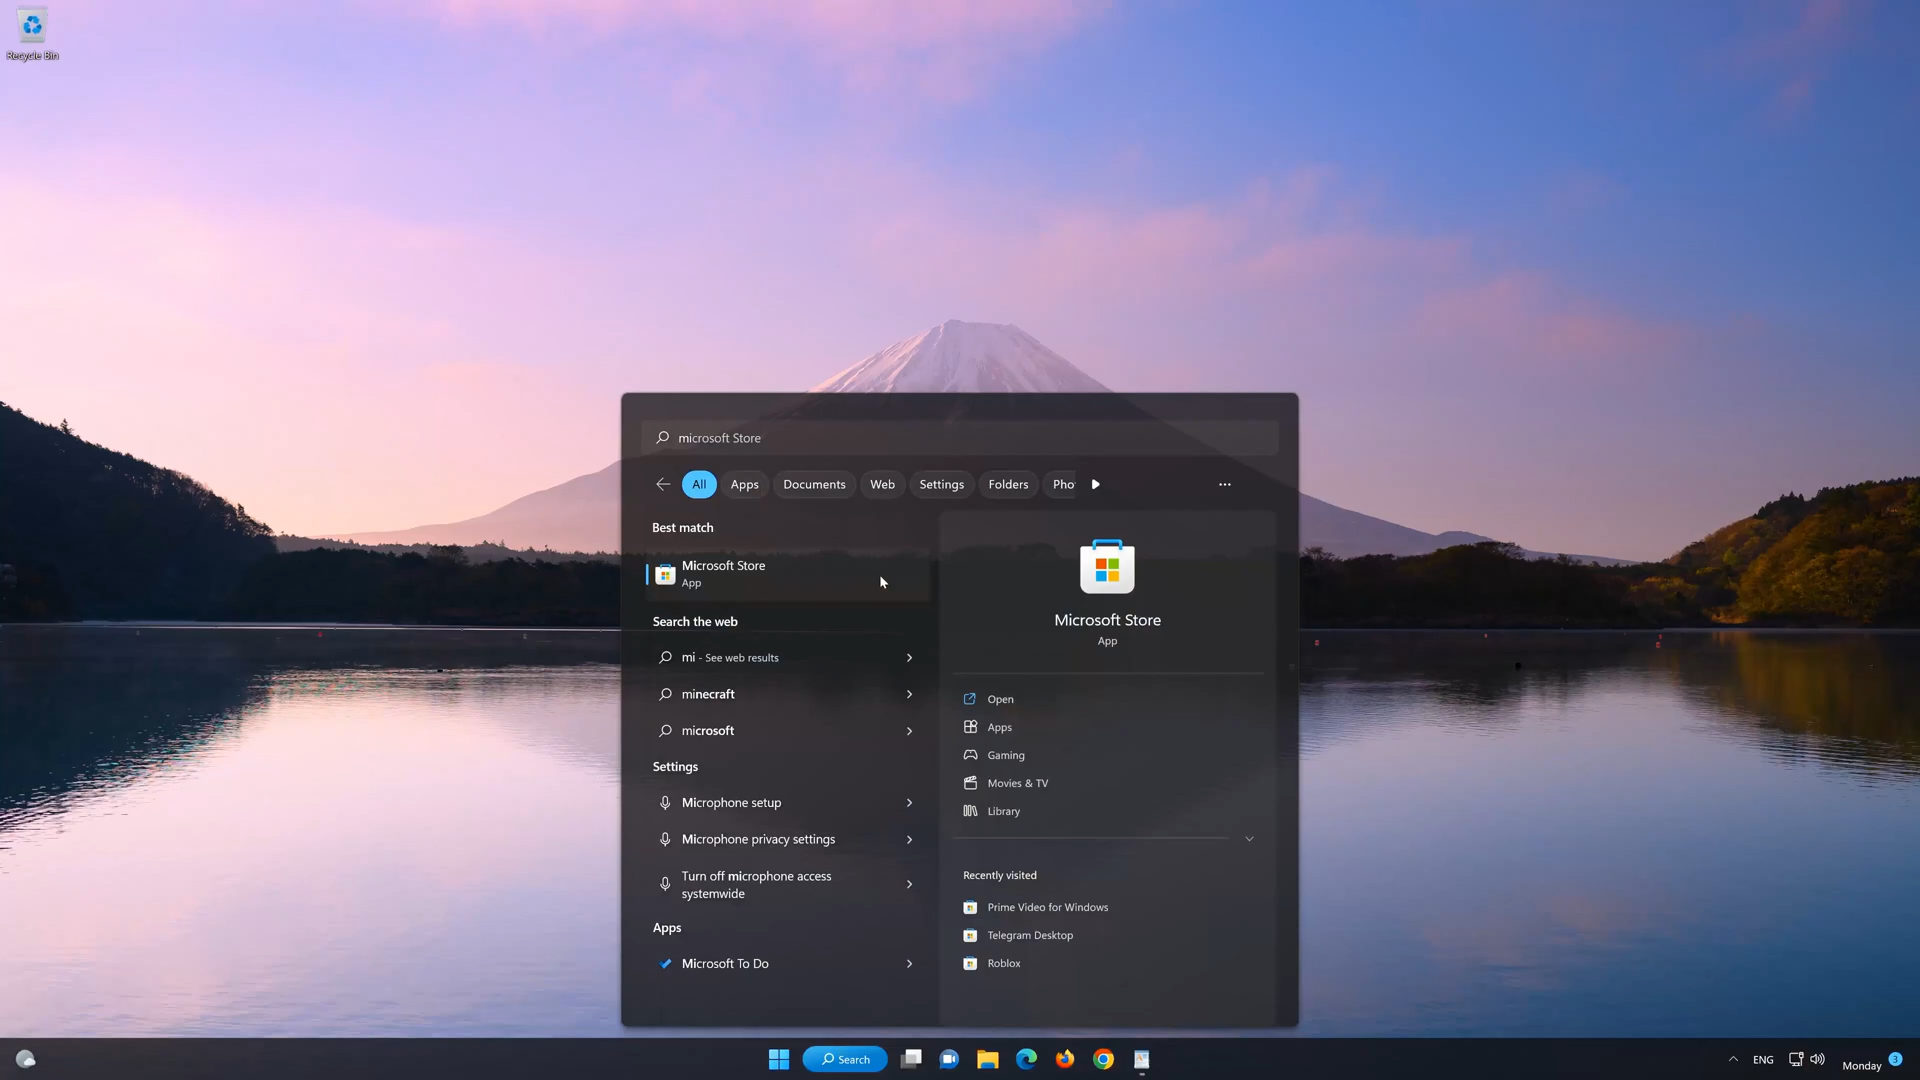 Recycle Bin
microsoft Store
All Apps Documents Web Settings Folders Pho
Best match
Microsoft Store
App
Search the web
mi - See web results
minecraft
microsoft
Settings
Microphone setup
Microphone privacy settings
Turn off microphone access
systemwide
Apps
Microsoft To Do
Microsoft Store
App
Open
Apps
Gaming
Movies & TV
Library
Recently visited
Prime Video for Windows
Telegram Desktop
Roblox
Search
ENG
Monday
3